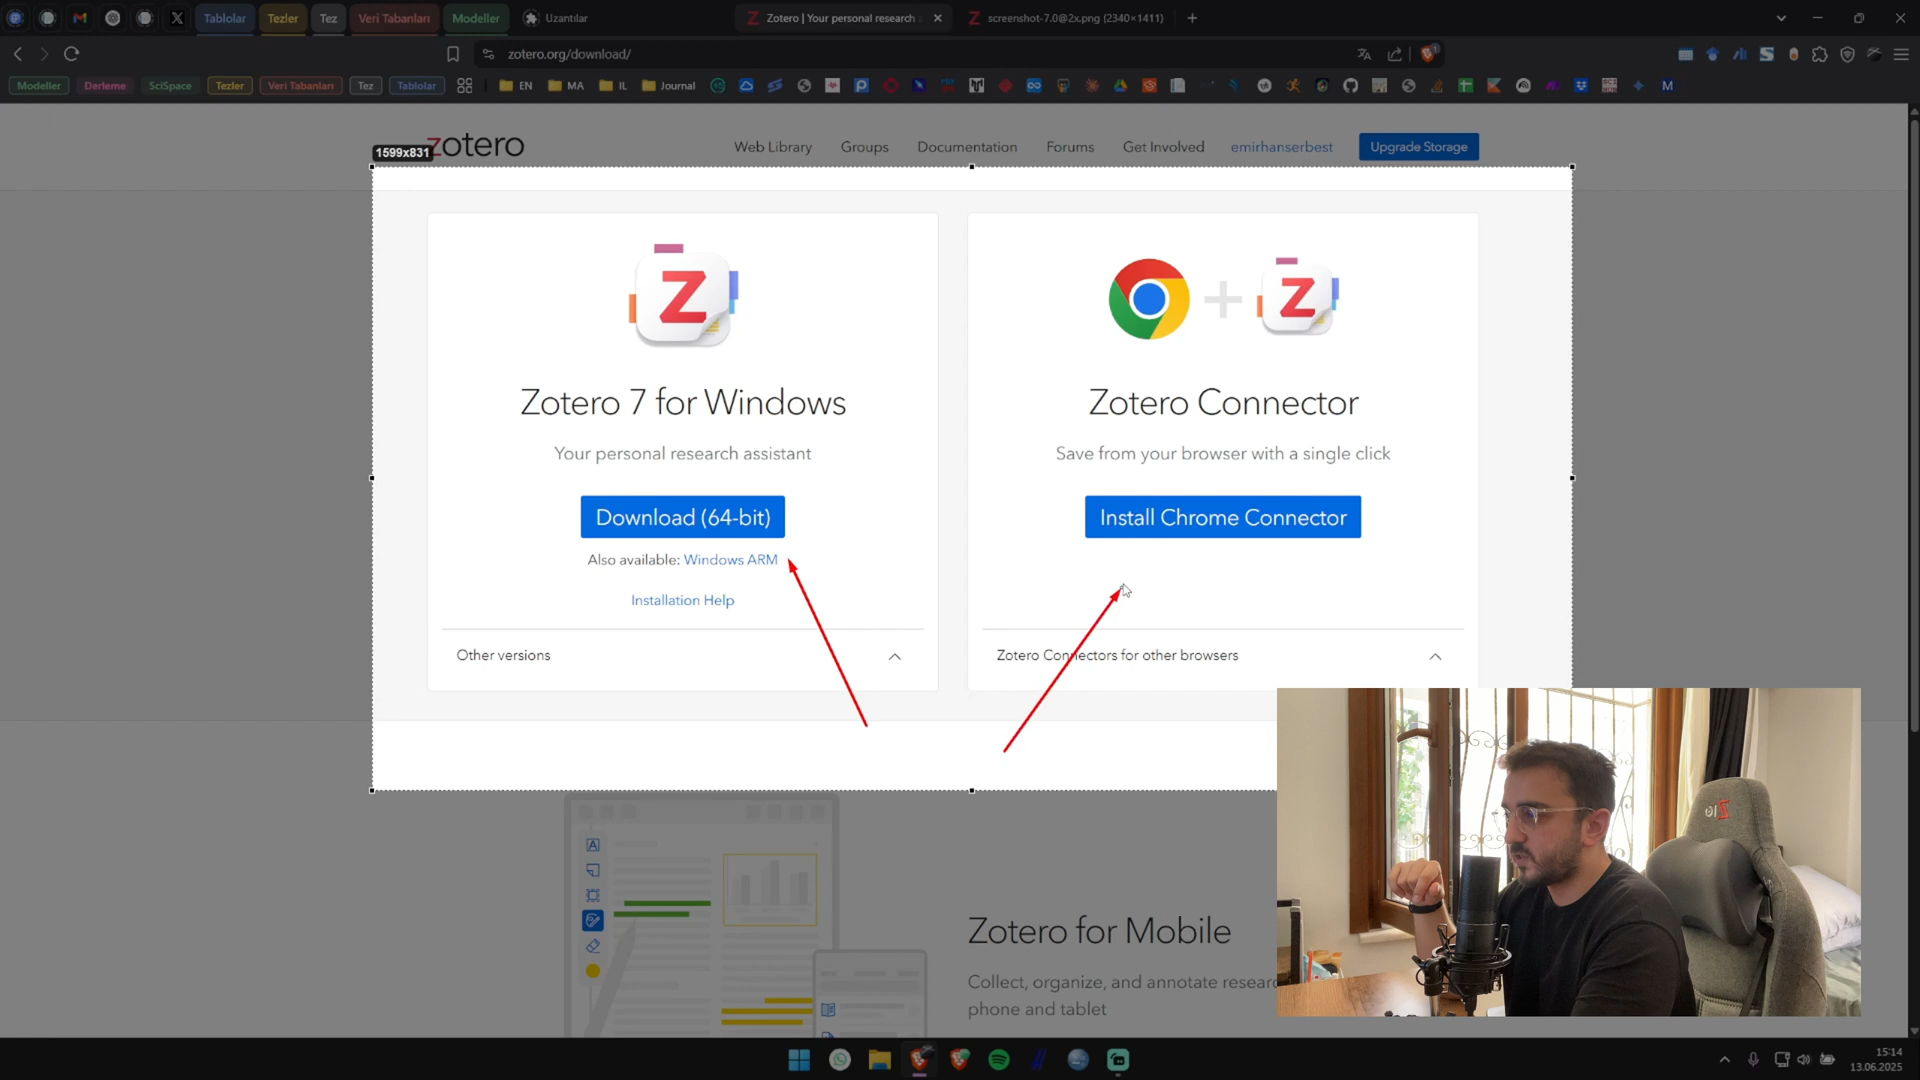 Tablolar
Tezler
Tez
Veri Tabanları
Modeller
Uzantılar
Zotero | Your personal research
screenshot-7.0@2x.png (2340×1411)
zotero.org/download/
Modeller
Derleme
SciSpace
Tezler
Veri Tabanları
Tez
Tablolar
EN
MA
IL
Journal
zotero
Web Library
Groups
Documentation
Forums
Get Involved
emirhanserbest
Upgrade Storage
1599x831
Zotero 7 for Windows
Your personal research assistant
Download (64-bit)
Also available: Windows ARM
Installation Help
Other versions
Zotero Connector
Save from your browser with a single click
Install Chrome Connector
Zotero Connectors for other browsers
Zotero for Mobile
Collect, organize, and annotate researc
phone and tablet
15:14
13.06.2025